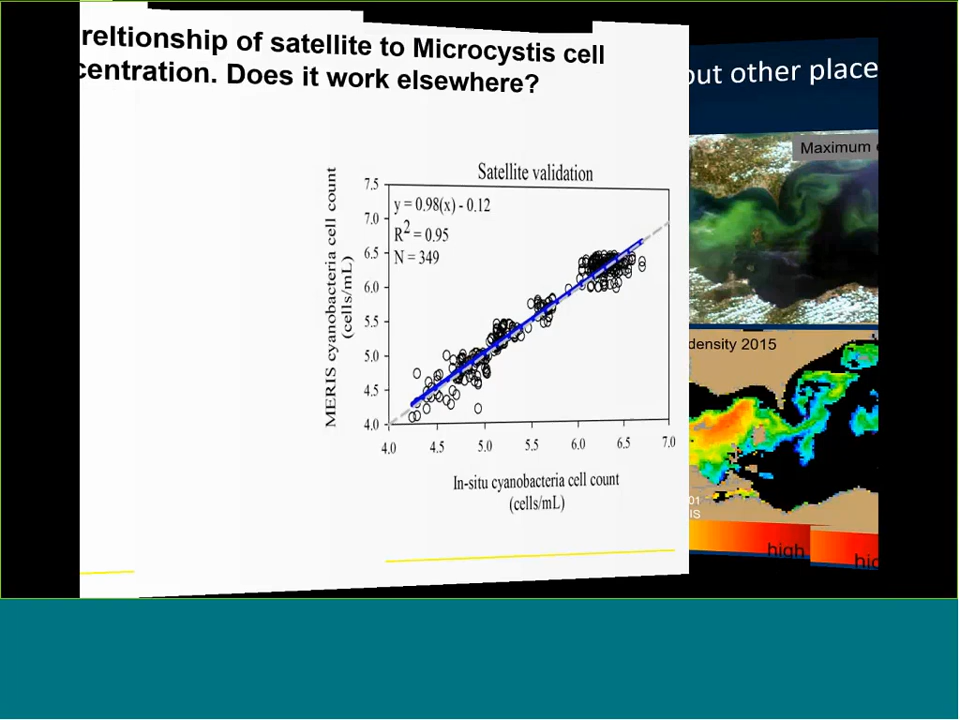 reltionship of satellite to Microcystis cell
centration. Does it work elsewhere?
out other place
Maximum
Satellite validation
y = 0.98(x) - 0.12
R2 = 0.95
N = 349
7.5
7.0
6.5
6.0
5.5
5.0
4.5
4.0
MERIS cyanobacteria cell count
(cells/mL)
4.0 4.5 5.0 5.5 6.0 6.5 7.0
In-situ cyanobacteria cell count
(cells/mL)
density 2015
01
IS
high
hig